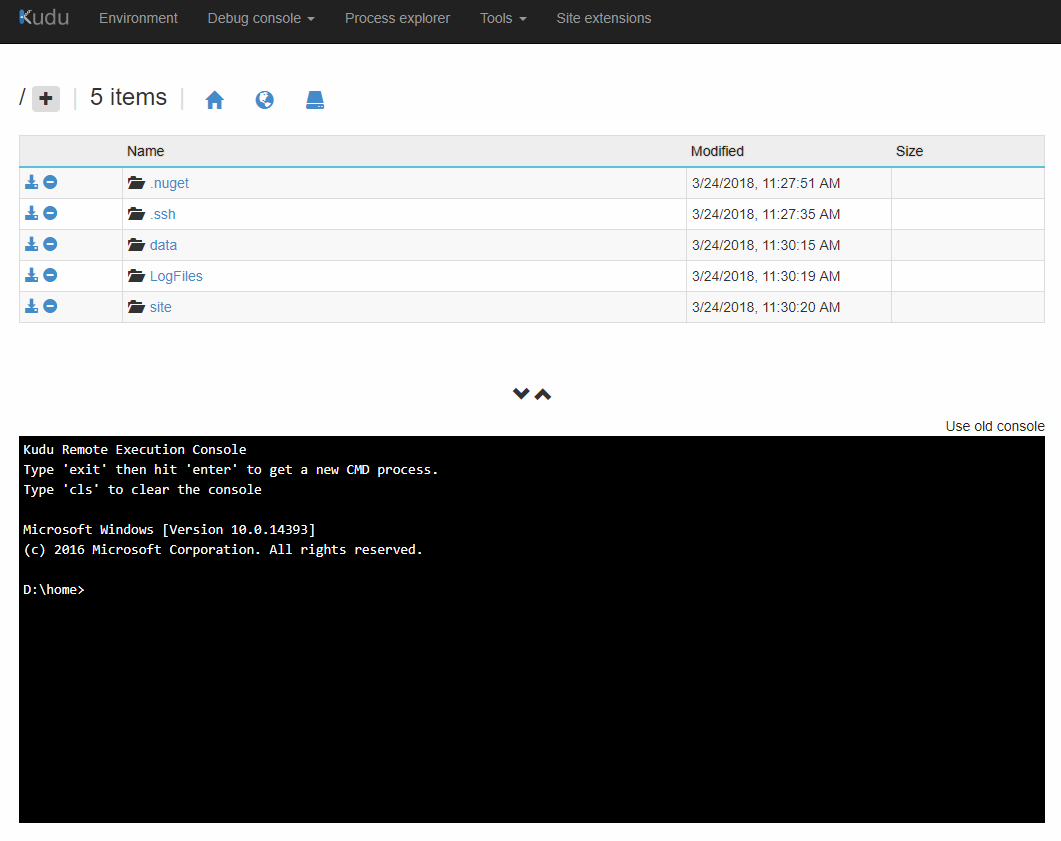 Kudu Environment Debug console Process explorer Tools Site extensions
/ 5 items
Name Modified Size
.nuget 3/24/2018, 11:27:51 AM
.ssh 3/24/2018, 11:27:35 AM
data 3/24/2018, 11:30:15 AM
LogFiles 3/24/2018, 11:30:19 AM
site 3/24/2018, 11:30:20 AM
Use old console
Kudu Remote Execution Console
Type 'exit' then hit 'enter' to get a new CMD process.
Type 'cls' to clear the console
Microsoft Windows [Version 10.0.14393]
(c) 2016 Microsoft Corporation. All rights reserved.
D:\home>